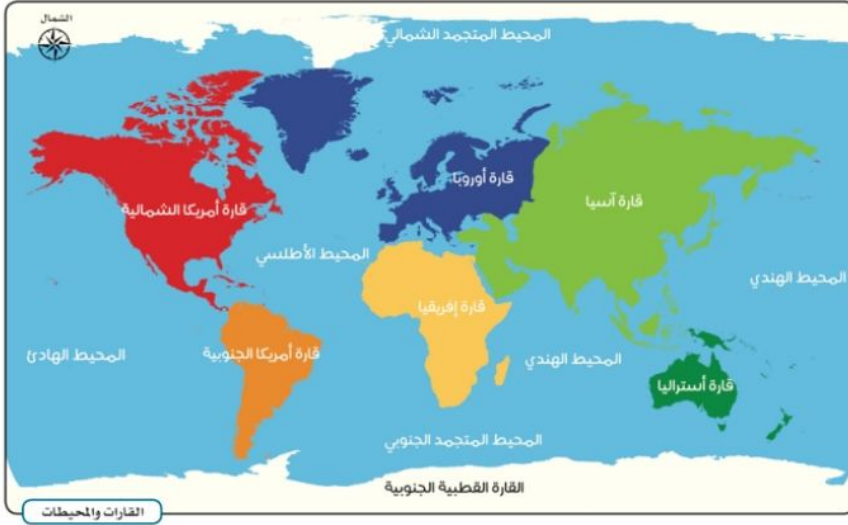 الشمال
المحيط المتجمد الشمالي
قارة أوروبا
قارة آسيا
قارة أمريكا الشمالية
المحيط الأطلسي
المحيط الهندي
قارة إفريقيا
المحيط الهادئ
قارة أمريكا الجنوبية
المحيط الهندي
قارة أستراليا
المحيط المتجمد الجنوبي
القارة القطبية الجنوبية
القارات والمحيطات